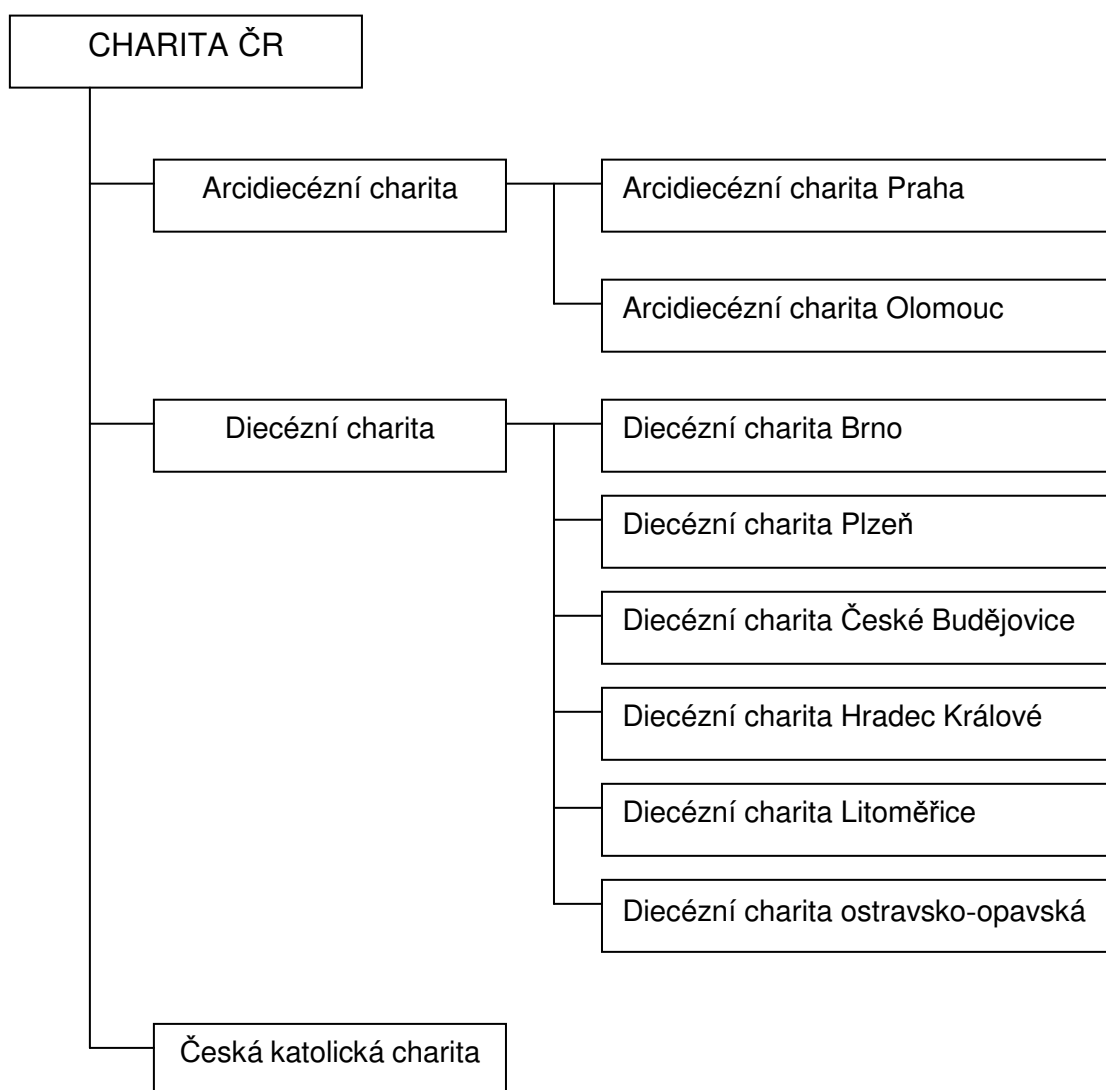 CHARITA ČR
Arcidiecézní charita
Arcidiecézní charita Praha
Arcidiecézní charita Olomouc
Diecézní charita
Diecézní charita Brno
Diecézní charita Plzeň
Diecézní charita České Budějovice
Diecézní charita Hradec Králové
Diecézní charita Litoměřice
Diecézní charita ostravsko-opavská
Česká katolická charita